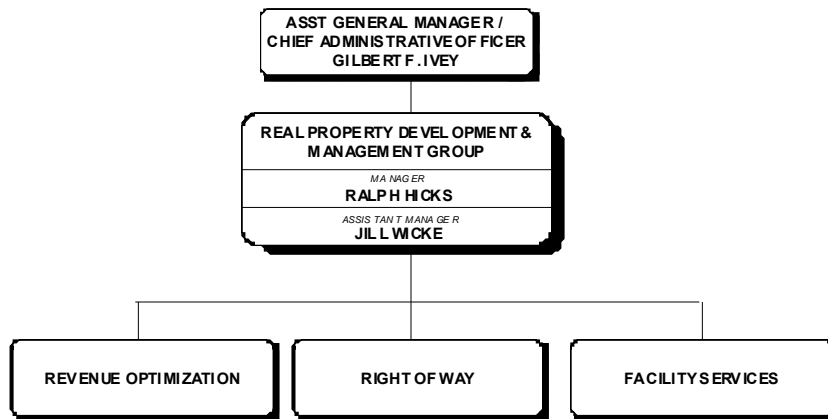 ASST GENERAL MANAGER /
CHIEF ADMINISTRATIVE OFFICER
GILBERT F. IVEY
REAL PROPERTY DEVELOPMENT &
MANAGEMENT GROUP
MANAGER
RALPH HICKS
ASSISTANT MANAGER
JILL WICKE
REVENUE OPTIMIZATION
RIGHT OF WAY
FACILITY SERVICES